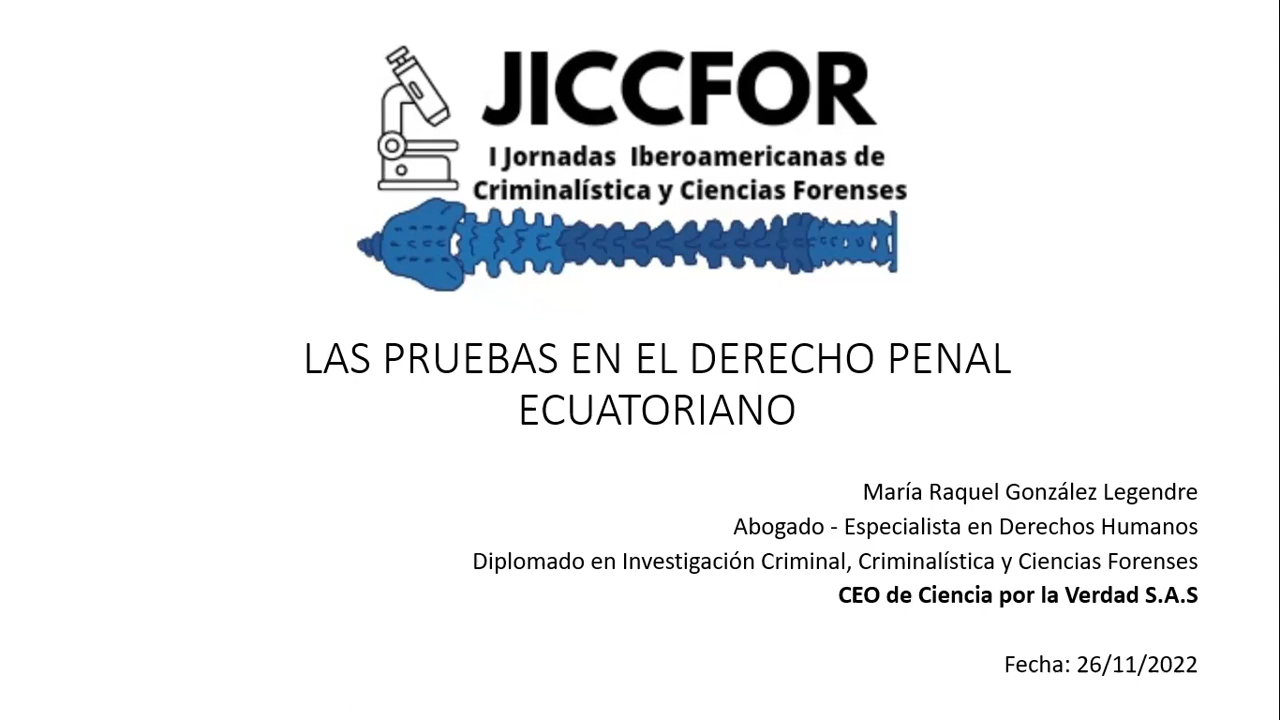 JICCFOR
I Jornadas Iberoamericanas de
Criminalística y Ciencias Forenses
LAS PRUEBAS EN EL DERECHO PENAL
ECUATORIANO
María Raquel González Legendre
Abogado - Especialista en Derechos Humanos
Diplomado en Investigación Criminal, Criminalística y Ciencias Forenses
CEO de Ciencia por la Verdad S.A.S
Fecha: 26/11/2022